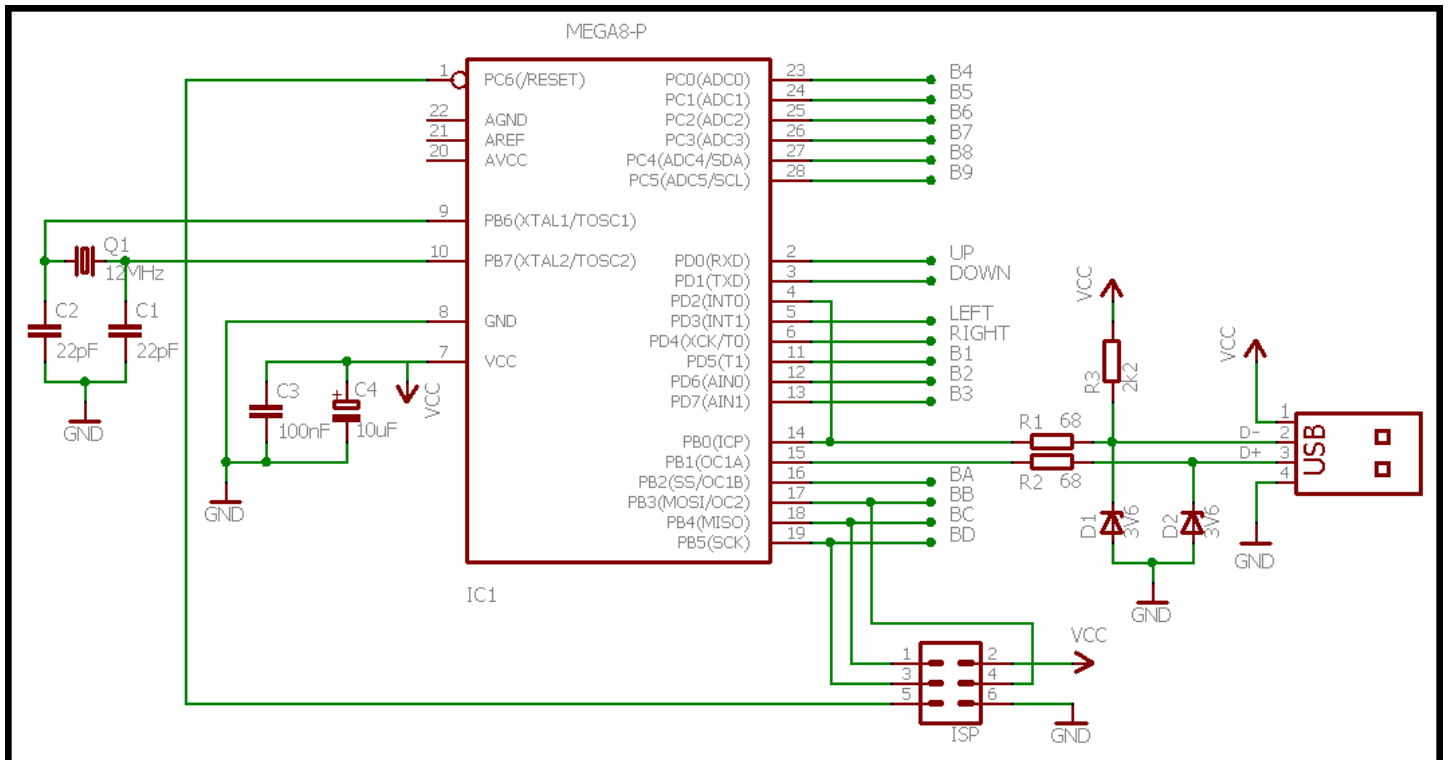 MEGA8-P
1 PC6(/RESET)
22 AGND
21 AREF
20 AVCC
9 PB6(XTAL1/TOSC1)
10 PB7(XTAL2/TOSC2)
8 GND
7 VCC
PC0(ADC0) 23 B4
PC1(ADC1) 24 B5
PC2(ADC2) 25 B6
PC3(ADC3) 26 B7
PC4(ADC4/SDA) 27 B8
PC5(ADC5/SCL) 28 B9
PD0(RXD) 2 UP
PD1(TXD) 3 DOWN
PD2(INT0) 4
PD3(INT1) 5 LEFT
PD4(XCK/T0) 6 RIGHT
PD5(T1) 11 B1
PD6(AIN0) 12 B2
PD7(AIN1) 13 B3
PB0(ICP) 14
PB1(OC1A) 15
PB2(SS/OC1B) 16 BA
PB3(MOSI/OC2) 17 BB
PB4(MISO) 18 BC
PB5(SCK) 19 BD
IC1
Q1
12MHz
C2
22pF
C1
22pF
GND
C3
100nF
C4
+
10uF
VCC
GND
VCC
R3
2k2
R1 68
R2 68
D-
D+
VCC
1
2
3
4
USB
GND
D1
3V6
D2
3V6
GND
VCC
1 2
3 4
5 6
ISP
GND